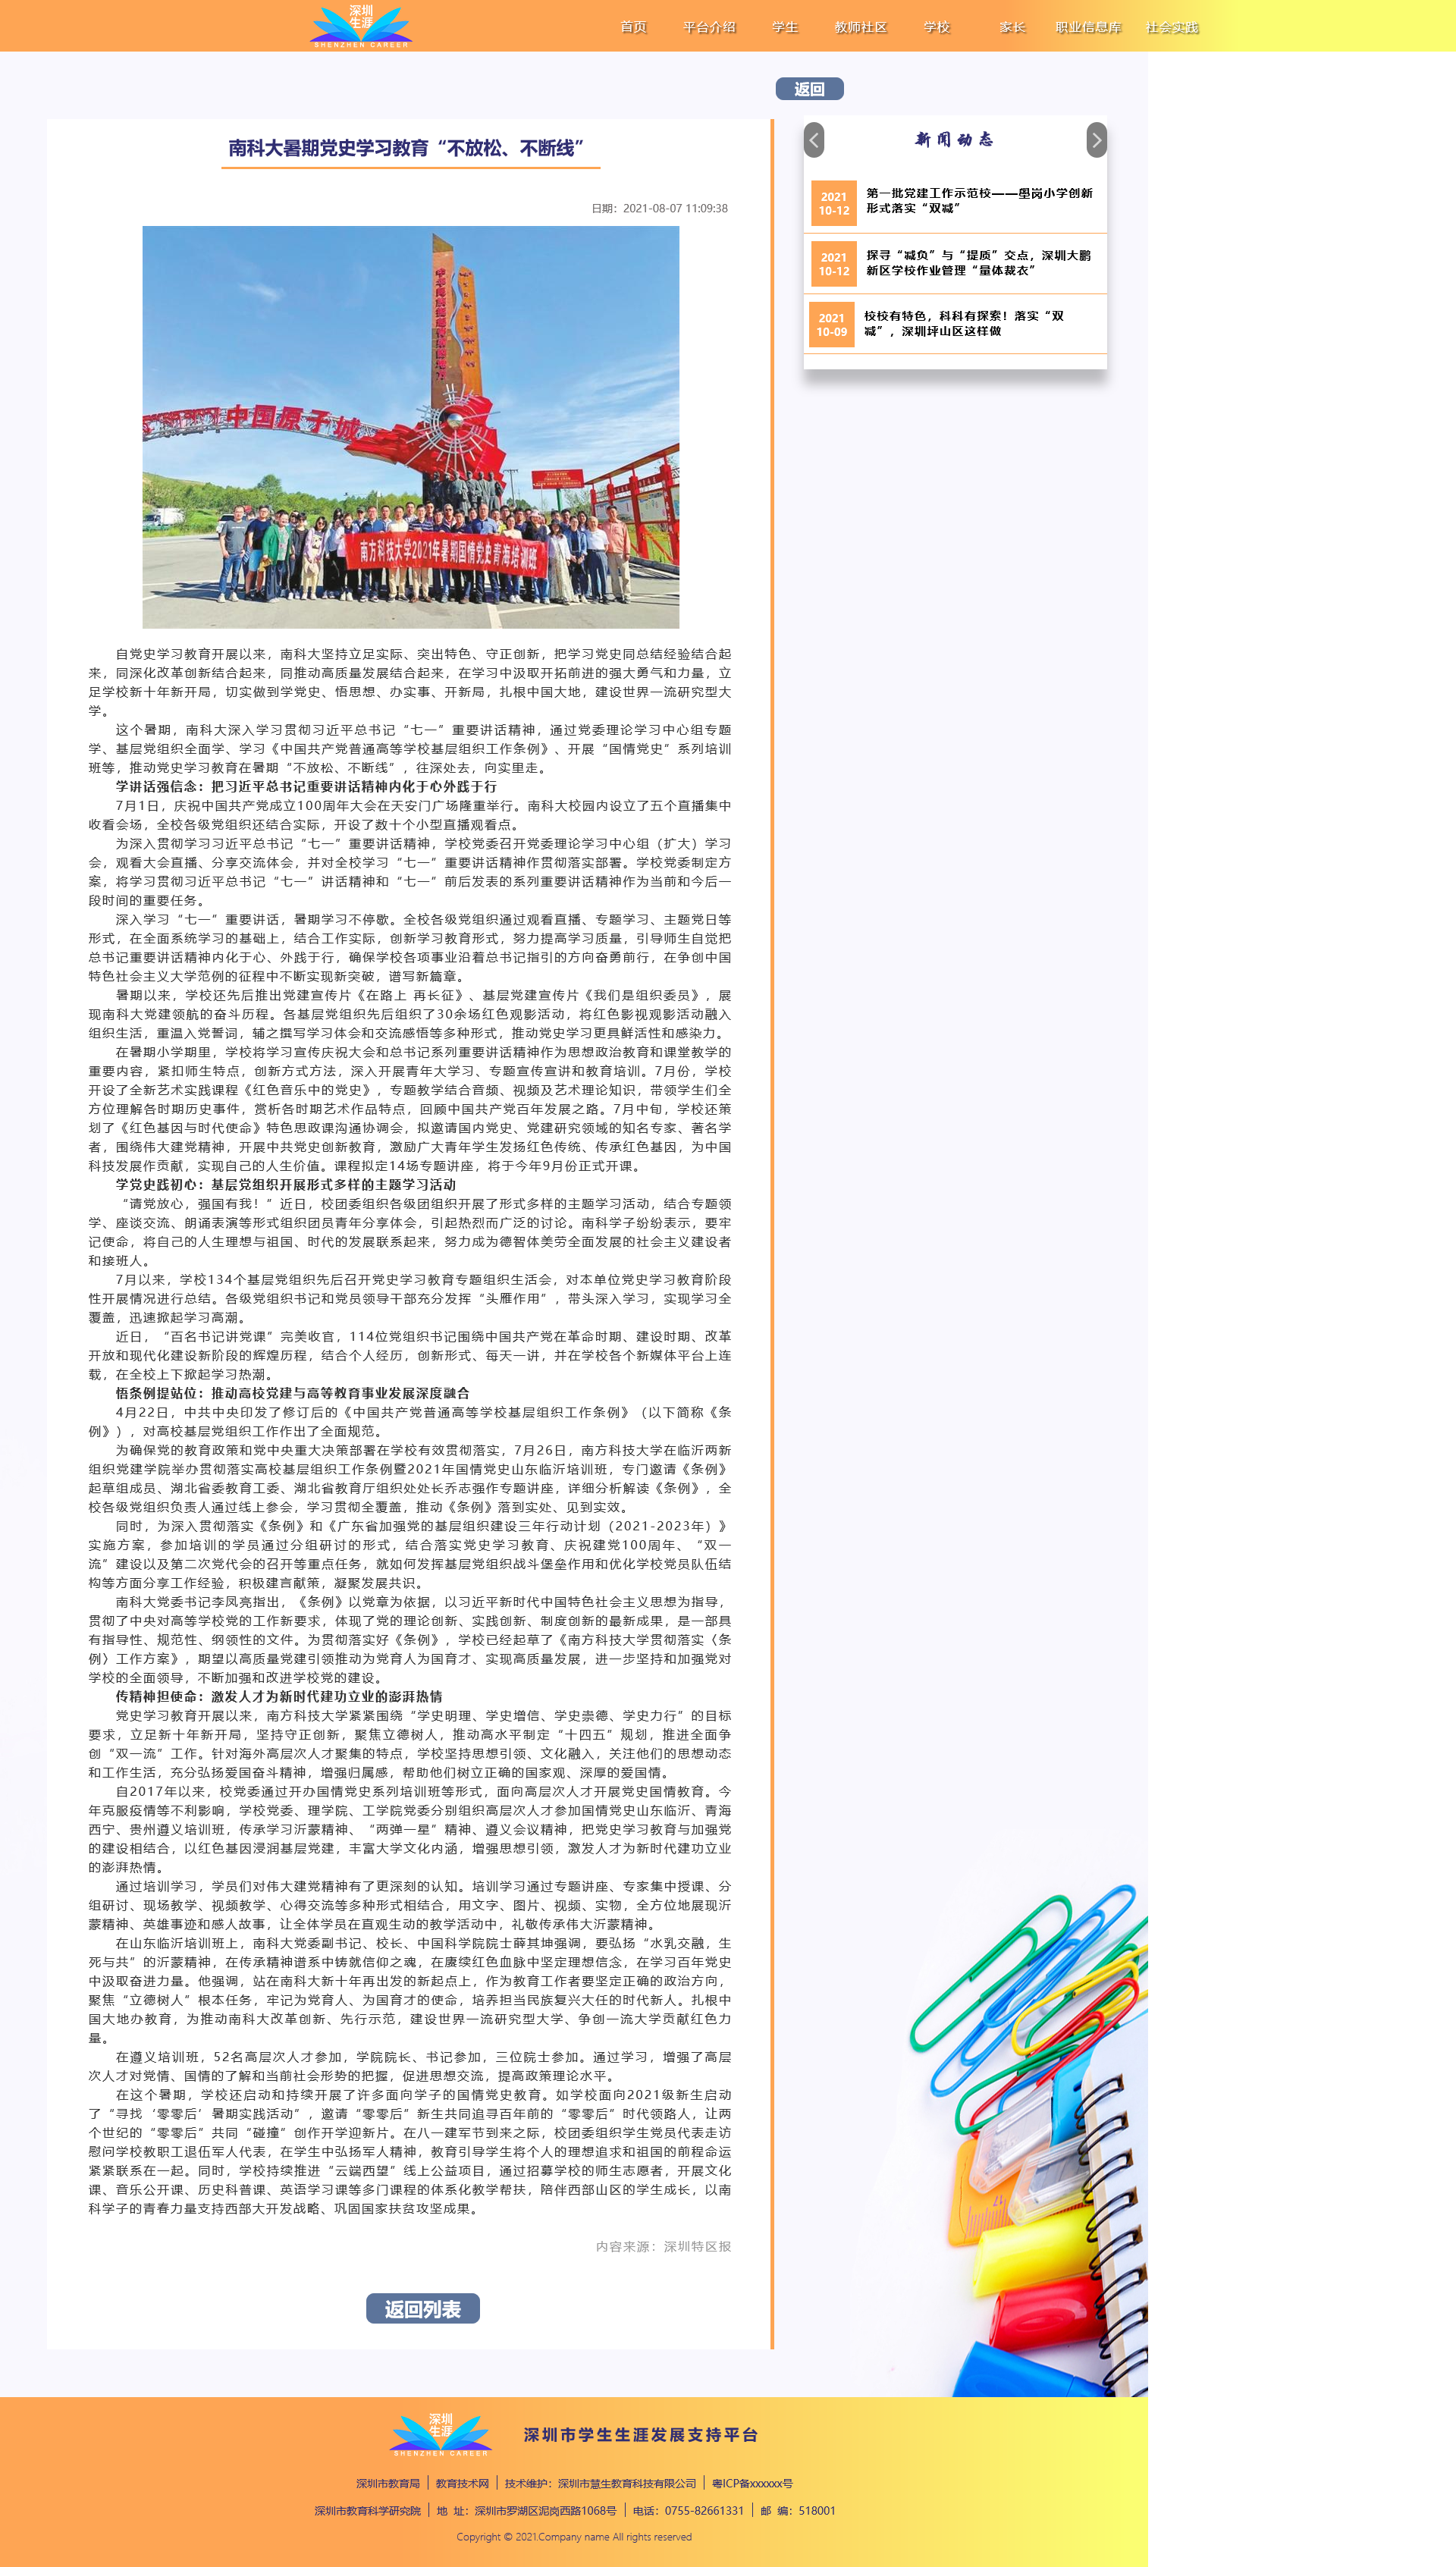 深圳
生涯
SHENZHEN CAREER
首页 平台介绍 学生 教师社区 学校 家长 职业信息库 社会实践
返回
南科大暑期党史学习教育“不放松、不断线”
日期：2021-08-07 11:09:38
中国原子城
南方科技大学2021年暑期国情党史青海培训班
自党史学习教育开展以来，南科大坚持立足实际、突出特色、守正创新，把学习党史同总结经验结合起
来，同深化改革创新结合起来，同推动高质量发展结合起来，在学习中汲取开拓前进的强大勇气和力量，立
足学校新十年新开局，切实做到学党史、悟思想、办实事、开新局，扎根中国大地，建设世界一流研究型大
学。
这个暑期，南科大深入学习贯彻习近平总书记“七一”重要讲话精神，通过党委理论学习中心组专题
学、基层党组织全面学、学习《中国共产党普通高等学校基层组织工作条例》、开展“国情党史”系列培训
班等，推动党史学习教育在暑期“不放松、不断线”，往深处去，向实里走。
学讲话强信念：把习近平总书记重要讲话精神内化于心外践于行
7月1日，庆祝中国共产党成立100周年大会在天安门广场隆重举行。南科大校园内设立了五个直播集中
收看会场，全校各级党组织还结合实际，开设了数十个小型直播观看点。
为深入贯彻学习习近平总书记“七一”重要讲话精神，学校党委召开党委理论学习中心组（扩大）学习
会，观看大会直播、分享交流体会，并对全校学习“七一”重要讲话精神作贯彻落实部署。学校党委制定方
案，将学习贯彻习近平总书记“七一”讲话精神和“七一”前后发表的系列重要讲话精神作为当前和今后一
段时间的重要任务。
深入学习“七一”重要讲话，暑期学习不停歇。全校各级党组织通过观看直播、专题学习、主题党日等
形式，在全面系统学习的基础上，结合工作实际，创新学习教育形式，努力提高学习质量，引导师生自觉把
总书记重要讲话精神内化于心、外践于行，确保学校各项事业沿着总书记指引的方向奋勇前行，在争创中国
特色社会主义大学范例的征程中不断实现新突破，谱写新篇章。
暑期以来，学校还先后推出党建宣传片《在路上 再长征》、基层党建宣传片《我们是组织委员》，展
现南科大党建领航的奋斗历程。各基层党组织先后组织了30余场红色观影活动，将红色影视观影活动融入
组织生活，重温入党誓词，辅之撰写学习体会和交流感悟等多种形式，推动党史学习更具鲜活性和感染力。
在暑期小学期里，学校将学习宣传庆祝大会和总书记系列重要讲话精神作为思想政治教育和课堂教学的
重要内容，紧扣师生特点，创新方式方法，深入开展青年大学习、专题宣传宣讲和教育培训。7月份，学校
开设了全新艺术实践课程《红色音乐中的党史》，专题教学结合音频、视频及艺术理论知识，带领学生们全
方位理解各时期历史事件，赏析各时期艺术作品特点，回顾中国共产党百年发展之路。7月中旬，学校还策
划了《红色基因与时代使命》特色思政课沟通协调会，拟邀请国内党史、党建研究领域的知名专家、著名学
者，围绕伟大建党精神，开展中共党史创新教育，激励广大青年学生发扬红色传统、传承红色基因，为中国
科技发展作贡献，实现自己的人生价值。课程拟定14场专题讲座，将于今年9月份正式开课。
学党史践初心：基层党组织开展形式多样的主题学习活动
“请党放心，强国有我！”近日，校团委组织各级团组织开展了形式多样的主题学习活动，结合专题领
学、座谈交流、朗诵表演等形式组织团员青年分享体会，引起热烈而广泛的讨论。南科学子纷纷表示，要牢
记使命，将自己的人生理想与祖国、时代的发展联系起来，努力成为德智体美劳全面发展的社会主义建设者
和接班人。
7月以来，学校134个基层党组织先后召开党史学习教育专题组织生活会，对本单位党史学习教育阶段
性开展情况进行总结。各级党组织书记和党员领导干部充分发挥“头雁作用”，带头深入学习，实现学习全
覆盖，迅速掀起学习高潮。
近日，“百名书记讲党课”完美收官，114位党组织书记围绕中国共产党在革命时期、建设时期、改革
开放和现代化建设新阶段的辉煌历程，结合个人经历，创新形式、每天一讲，并在学校各个新媒体平台上连
载，在全校上下掀起学习热潮。
悟条例提站位：推动高校党建与高等教育事业发展深度融合
4月22日，中共中央印发了修订后的《中国共产党普通高等学校基层组织工作条例》（以下简称《条
例》），对高校基层党组织工作作出了全面规范。
为确保党的教育政策和党中央重大决策部署在学校有效贯彻落实，7月26日，南方科技大学在临沂两新
组织党建学院举办贯彻落实高校基层组织工作条例暨2021年国情党史山东临沂培训班，专门邀请《条例》
起草组成员、湖北省委教育工委、湖北省教育厅组织处处长乔志强作专题讲座，详细分析解读《条例》，全
校各级党组织负责人通过线上参会，学习贯彻全覆盖，推动《条例》落到实处、见到实效。
同时，为深入贯彻落实《条例》和《广东省加强党的基层组织建设三年行动计划（2021-2023年）》
实施方案，参加培训的学员通过分组研讨的形式，结合落实党史学习教育、庆祝建党100周年、“双一
流”建设以及第二次党代会的召开等重点任务，就如何发挥基层党组织战斗堡垒作用和优化学校党员队伍结
构等方面分享工作经验，积极建言献策，凝聚发展共识。
南科大党委书记李凤亮指出，《条例》以党章为依据，以习近平新时代中国特色社会主义思想为指导，
贯彻了中央对高等学校党的工作新要求，体现了党的理论创新、实践创新、制度创新的最新成果，是一部具
有指导性、规范性、纲领性的文件。为贯彻落实好《条例》，学校已经起草了《南方科技大学贯彻落实〈条
例〉工作方案》，期望以高质量党建引领推动为党育人为国育才、实现高质量发展，进一步坚持和加强党对
学校的全面领导，不断加强和改进学校党的建设。
传精神担使命：激发人才为新时代建功立业的澎湃热情
党史学习教育开展以来，南方科技大学紧紧围绕“学史明理、学史增信、学史崇德、学史力行”的目标
要求，立足新十年新开局，坚持守正创新，聚焦立德树人，推动高水平制定“十四五”规划，推进全面争
创“双一流”工作。针对海外高层次人才聚集的特点，学校坚持思想引领、文化融入，关注他们的思想动态
和工作生活，充分弘扬爱国奋斗精神，增强归属感，帮助他们树立正确的国家观、深厚的爱国情。
自2017年以来，校党委通过开办国情党史系列培训班等形式，面向高层次人才开展党史国情教育。今
年克服疫情等不利影响，学校党委、理学院、工学院党委分别组织高层次人才参加国情党史山东临沂、青海
西宁、贵州遵义培训班，传承学习沂蒙精神、“两弹一星”精神、遵义会议精神，把党史学习教育与加强党
的建设相结合，以红色基因浸润基层党建，丰富大学文化内涵，增强思想引领，激发人才为新时代建功立业
的澎湃热情。
通过培训学习，学员们对伟大建党精神有了更深刻的认知。培训学习通过专题讲座、专家集中授课、分
组研讨、现场教学、视频教学、心得交流等多种形式相结合，用文字、图片、视频、实物，全方位地展现沂
蒙精神、英雄事迹和感人故事，让全体学员在直观生动的教学活动中，礼敬传承伟大沂蒙精神。
在山东临沂培训班上，南科大党委副书记、校长、中国科学院院士薛其坤强调，要弘扬“水乳交融，生
死与共”的沂蒙精神，在传承精神谱系中铸就信仰之魂，在赓续红色血脉中坚定理想信念，在学习百年党史
中汲取奋进力量。他强调，站在南科大新十年再出发的新起点上，作为教育工作者要坚定正确的政治方向，
聚焦“立德树人”根本任务，牢记为党育人、为国育才的使命，培养担当民族复兴大任的时代新人。扎根中
国大地办教育，为推动南科大改革创新、先行示范，建设世界一流研究型大学、争创一流大学贡献红色力
量。
在遵义培训班，52名高层次人才参加，学院院长、书记参加，三位院士参加。通过学习，增强了高层
次人才对党情、国情的了解和当前社会形势的把握，促进思想交流，提高政策理论水平。
在这个暑期，学校还启动和持续开展了许多面向学子的国情党史教育。如学校面向2021级新生启动
了“寻找‘零零后’暑期实践活动”，邀请“零零后”新生共同追寻百年前的“零零后”时代领路人，让两
个世纪的“零零后”共同“碰撞”创作开学迎新片。在八一建军节到来之际，校团委组织学生党员代表走访
慰问学校教职工退伍军人代表，在学生中弘扬军人精神，教育引导学生将个人的理想追求和祖国的前程命运
紧紧联系在一起。同时，学校持续推进“云端西望”线上公益项目，通过招募学校的师生志愿者，开展文化
课、音乐公开课、历史科普课、英语学习课等多门课程的体系化教学帮扶，陪伴西部山区的学生成长，以南
科学子的青春力量支持西部大开发战略、巩固国家扶贫攻坚成果。
内容来源：深圳特区报
返回列表
新闻动态
2021
10-12
第一批党建工作示范校——壆岗小学创新
形式落实“双减”
2021
10-12
探寻“减负”与“提质”交点，深圳大鹏
新区学校作业管理“量体裁衣”
2021
10-09
校校有特色，科科有探索！落实“双
减”，深圳坪山区这样做
深圳
生涯
SHENZHEN CAREER
深圳市学生生涯发展支持平台
深圳市教育局 教育技术网 技术维护：深圳市慧生教育科技有限公司 粤ICP备xxxxxx号
深圳市教育科学研究院 地 址：深圳市罗湖区泥岗西路1068号 电话：0755-82661331 邮 编：518001
Copyright © 2021.Company name All rights reserved